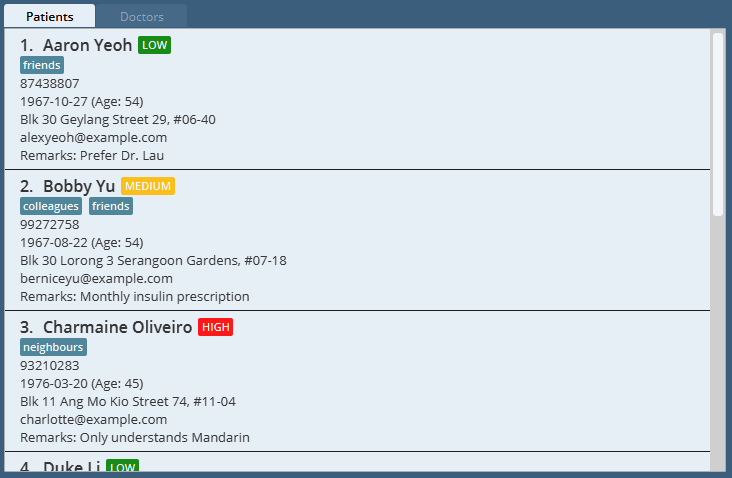 Patients Doctors
1. Aaron Yeoh LOW
friends
87438807
1967-10-27 (Age: 54)
Blk 30 Geylang Street 29, #06-40
alexyeoh@example.com
Remarks: Prefer Dr. Lau
2. Bobby Yu MEDIUM
colleagues friends
99272758
1967-08-22 (Age: 54)
Blk 30 Lorong 3 Serangoon Gardens, #07-18
berniceyu@example.com
Remarks: Monthly insulin prescription
3. Charmaine Oliveiro HIGH
neighbours
93210283
1976-03-20 (Age: 45)
Blk 11 Ang Mo Kio Street 74, #11-04
charlotte@example.com
Remarks: Only understands Mandarin
4. Duke Li LOW